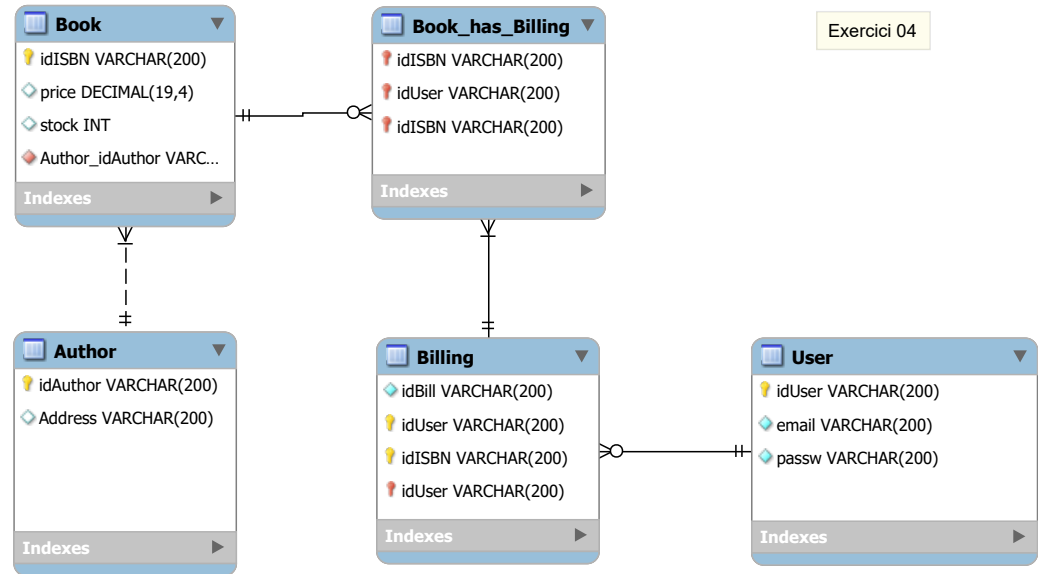 Book
idISBN VARCHAR(200)
price DECIMAL(19,4)
stock INT
Author_idAuthor VARC...
Indexes
Book_has_Billing
idISBN VARCHAR(200)
idUser VARCHAR(200)
idISBN VARCHAR(200)
Indexes
Exercici 04
Author
idAuthor VARCHAR(200)
Address VARCHAR(200)
Indexes
Billing
idBill VARCHAR(200)
idUser VARCHAR(200)
idISBN VARCHAR(200)
idUser VARCHAR(200)
Indexes
User
idUser VARCHAR(200)
email VARCHAR(200)
passw VARCHAR(200)
Indexes